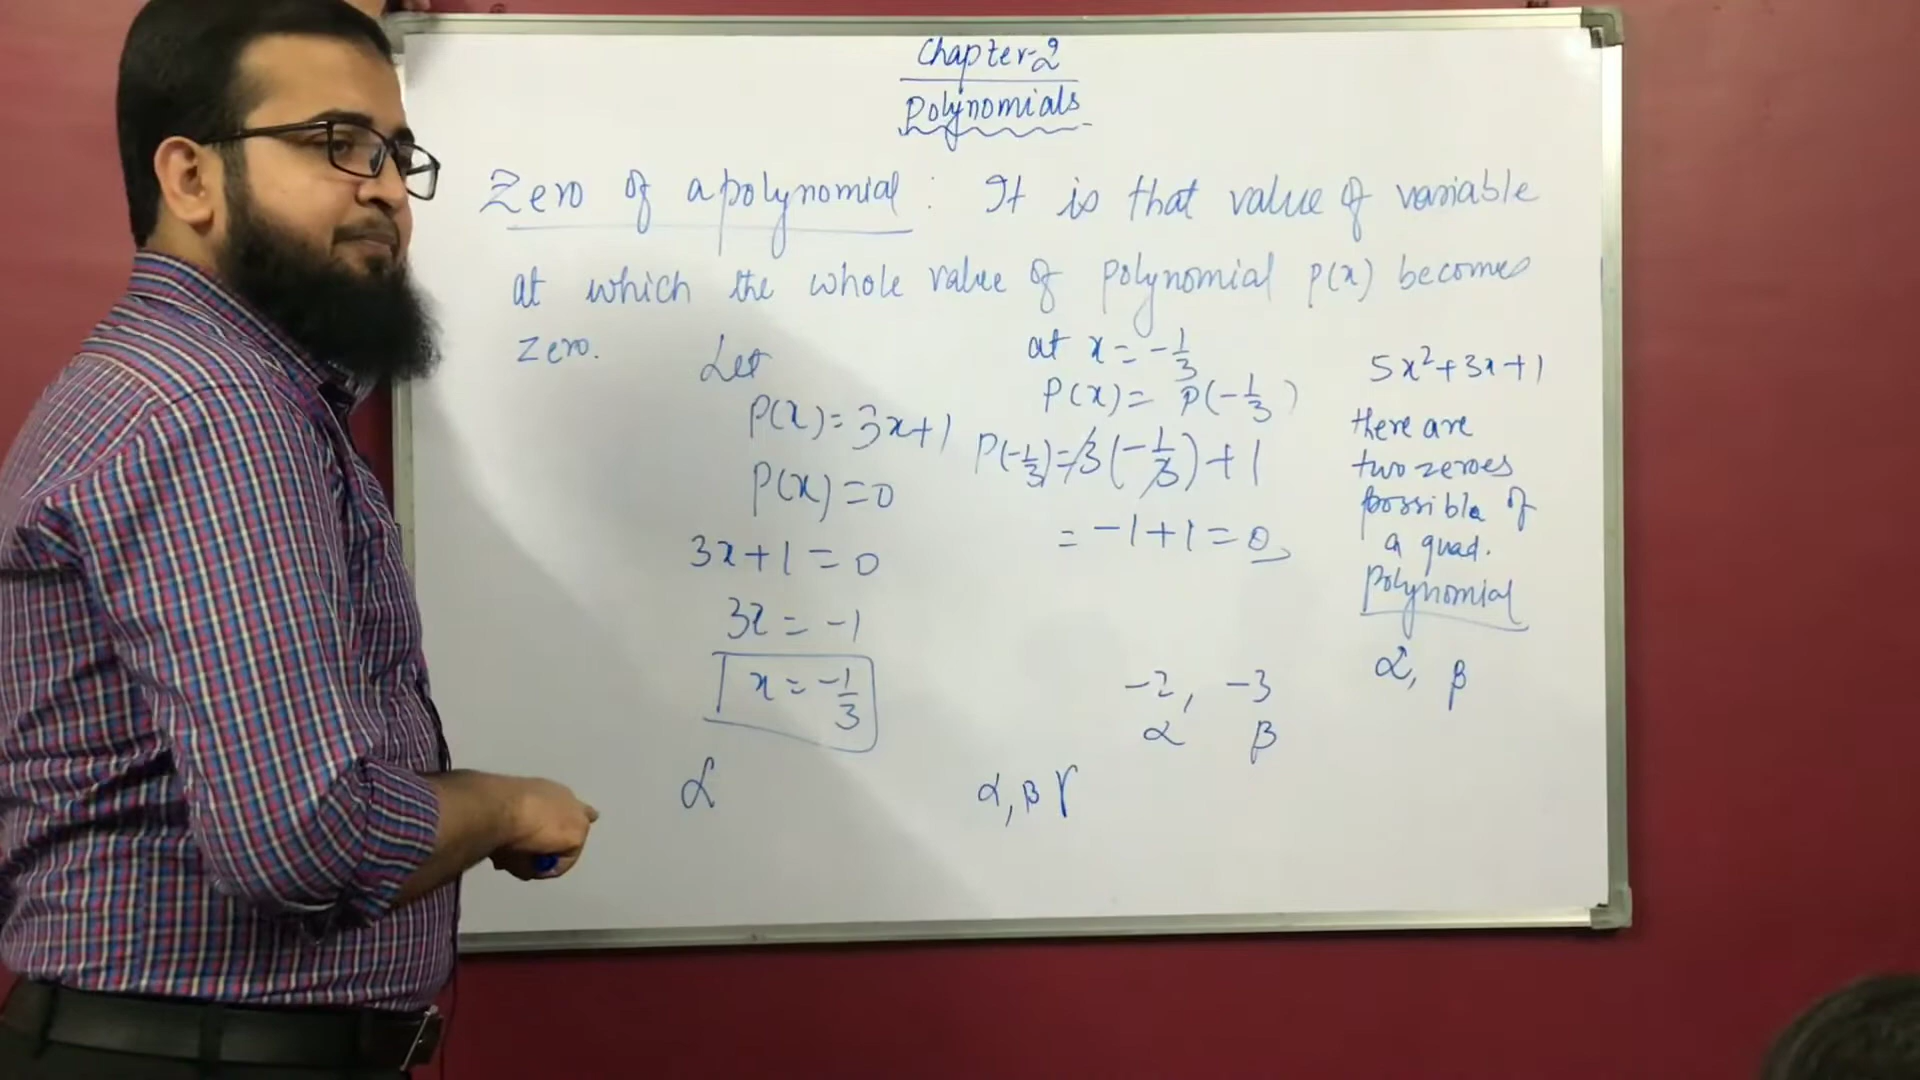 Chapter-2
Polynomials
Zero of a polynomial : It is that value of variable
at which the whole value of polynomial p(x) becomes
zero.
Let
P(x) = 3x+1
P(x) = 0
3x+1 = 0
3x = -1
x = -1/3
α
at x = -1/3
P(x) = P(-1/3)
P(-1/3) = 3(-1/3) + 1
= -1+1 = 0
-2, -3
α β
α, β γ
5x²+3x+1
there are
two zeroes
possible of
a quad.
polynomial
α, β